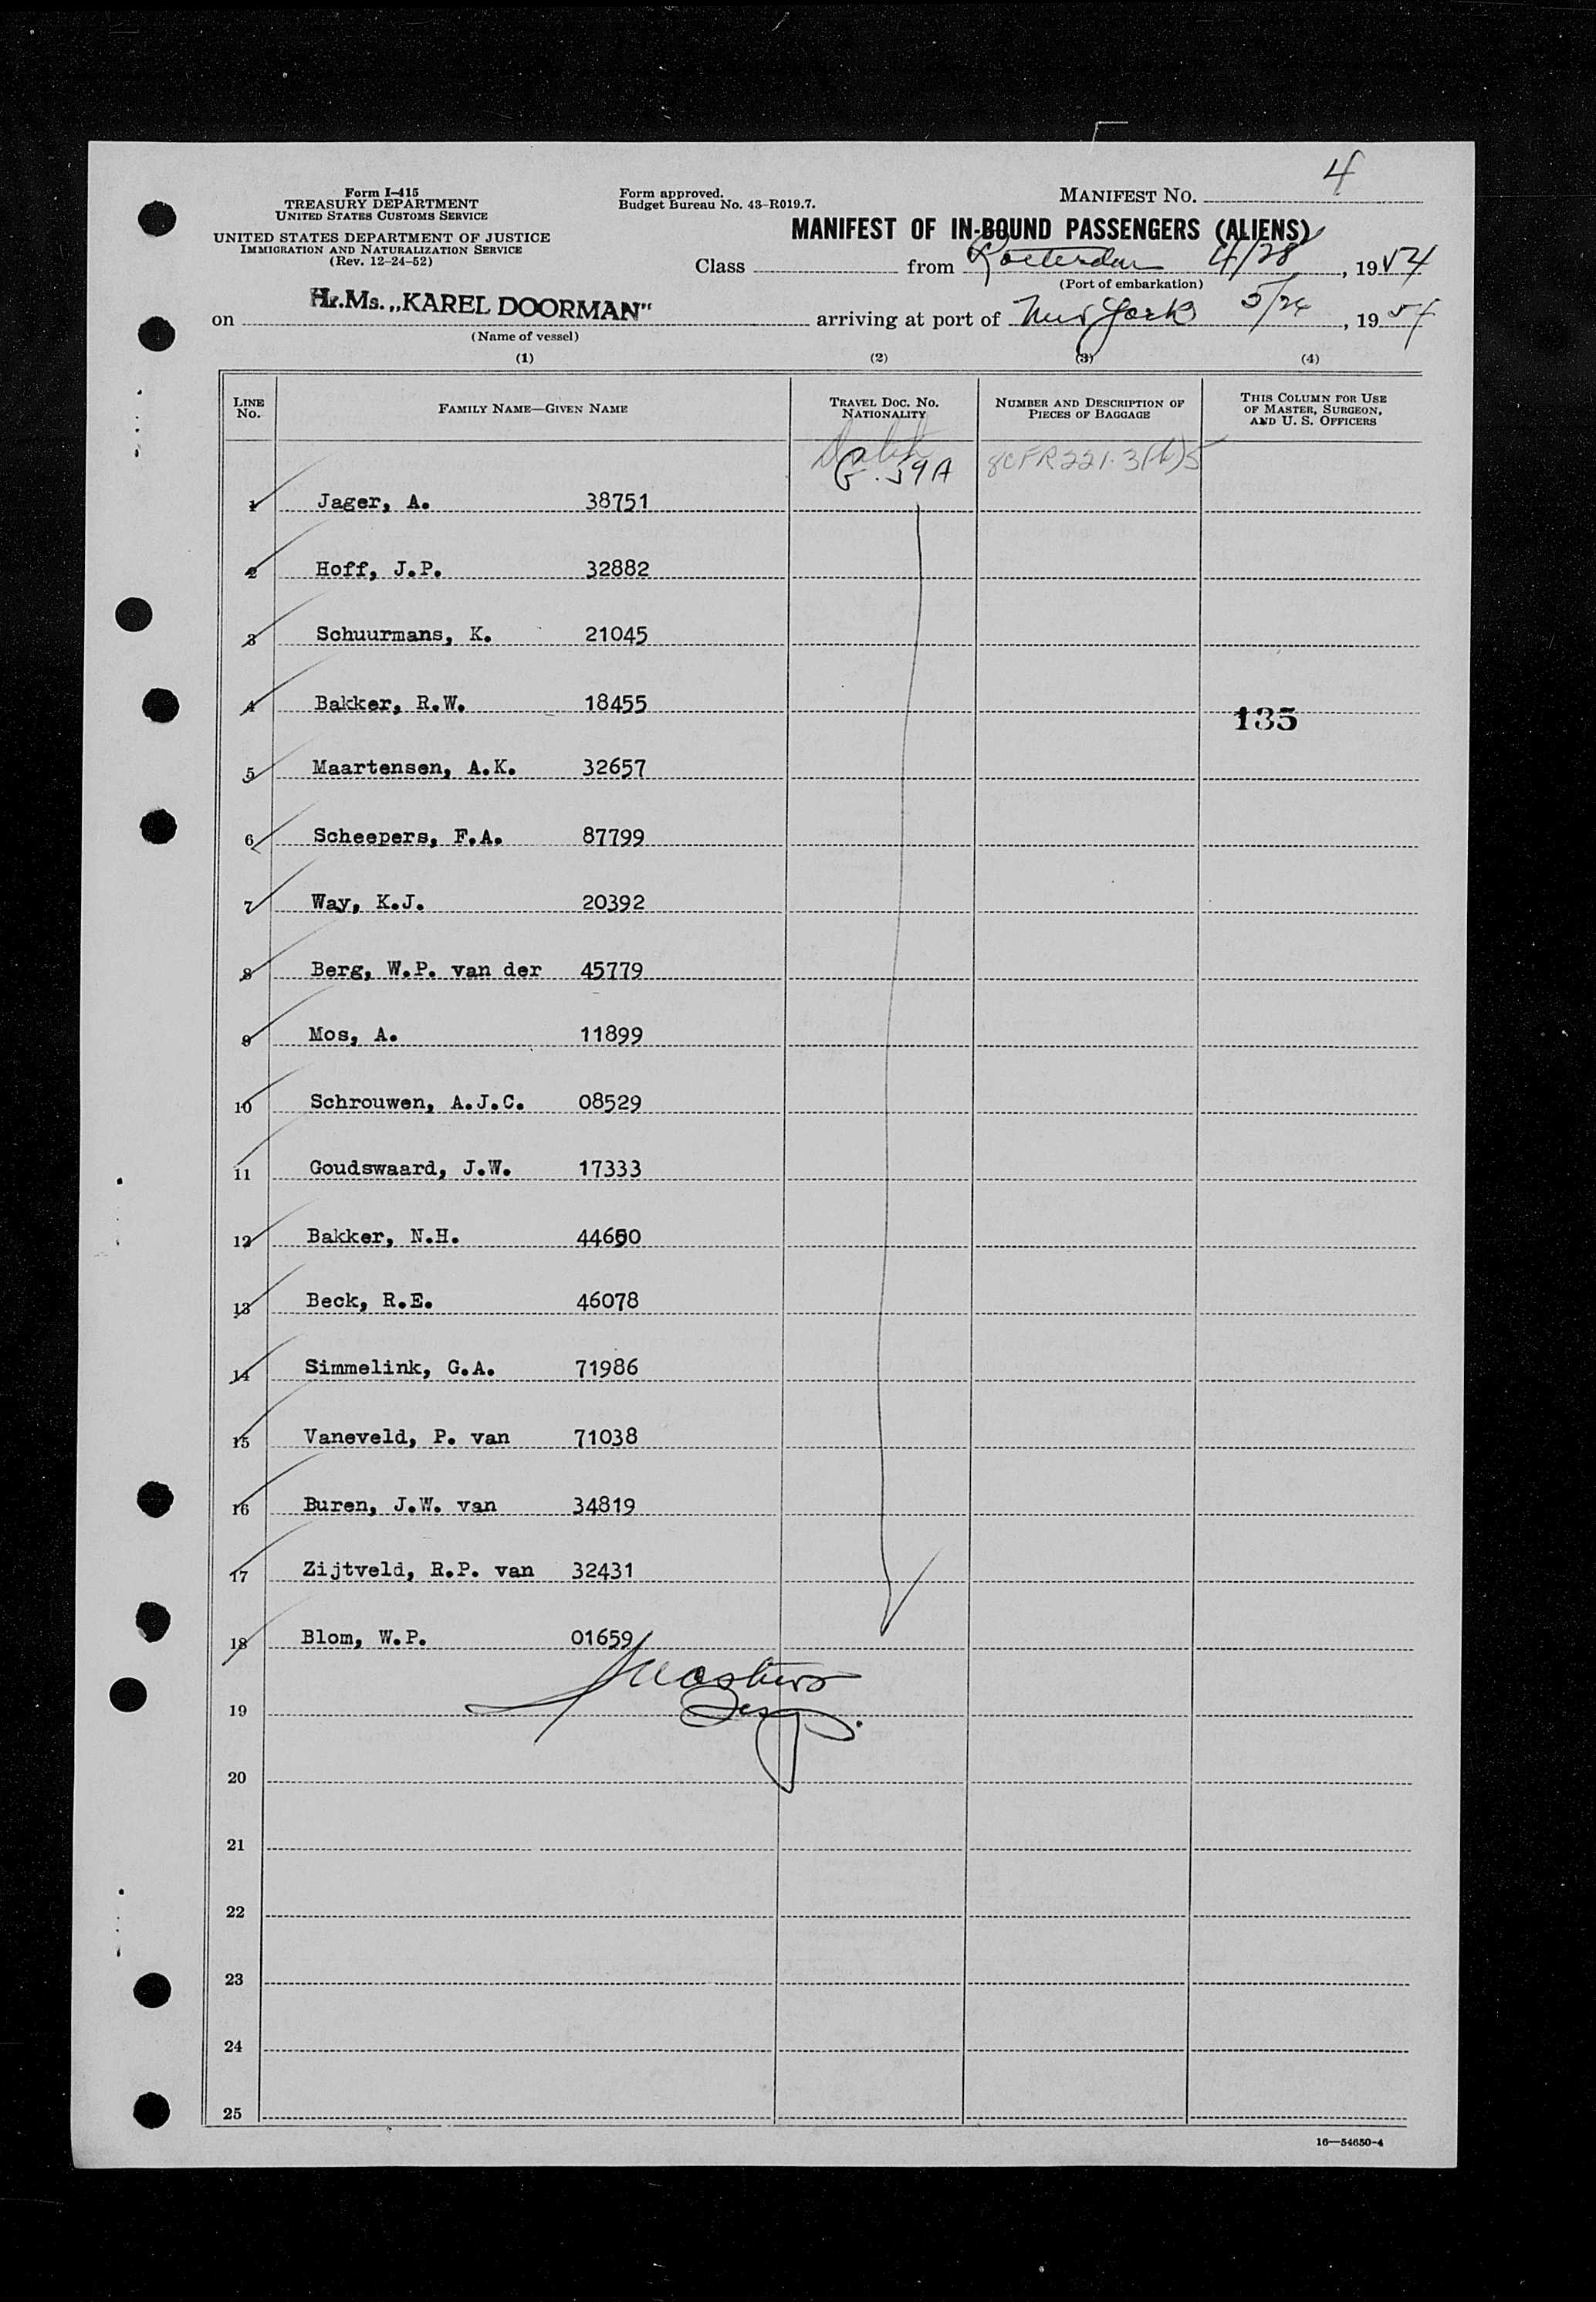 4
Form I-415
TREASURY DEPARTMENT
UNITED STATES CUSTOMS SERVICE
UNITED STATES DEPARTMENT OF JUSTICE
IMMIGRATION AND NATURALIZATION SERVICE
(Rev. 12-24-52)
Form approved.
Budget Bureau No. 43-R019.7.
MANIFEST NO.
MANIFEST OF IN-BOUND PASSENGERS (ALIENS)
Class from Rotterdam 4/28, 1954
(Port of embarkation)
on Hr.Ms. „KAREL DOORMAN" arriving at port of New York 5/24, 1954
(Name of vessel)
(1) (2) (3) (4)
LINE NO. FAMILY NAME—GIVEN NAME TRAVEL DOC. NO. NATIONALITY NUMBER AND DESCRIPTION OF PIECES OF BAGGAGE THIS COLUMN FOR USE OF MASTER, SURGEON, AND U. S. OFFICERS
Dutch 8CFR221.3(h)5
G.59A
1 Jager, A. 38751
2 Hoff, J.P. 32882
3 Schuurmans, K. 21045
4 Bakker, R.W. 18455
135
5 Maartensen, A.K. 32657
6 Scheepers, F.A. 87799
7 Way, K.J. 20392
8 Berg, W.P. van der 45779
9 Mos, A. 11899
10 Schrouwen, A.J.C. 08529
11 Goudswaard, J.W. 17333
12 Bakker, N.H. 44660
13 Beck, R.E. 46078
14 Simmelink, G.A. 71986
15 Vaneveld, P. van 71038
16 Buren, J.W. van 34819
17 Zijtveld, R.P. van 32431
18 Blom, W.P. 01659
19
20
21
22
23
24
25
16—54650-4